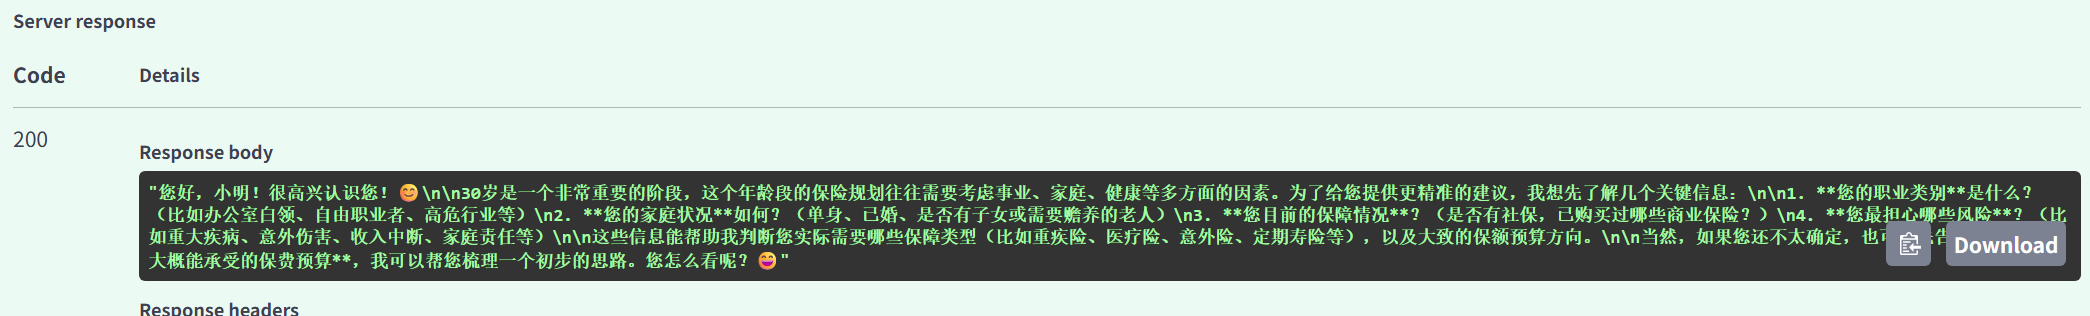 Server response
Code Details
200
Response body
"您好，小明！很高兴认识您！😊\n\n30岁是一个非常重要的阶段，这个年龄段的保险规划往往需要考虑事业、家庭、健康等多方面的因素。为了给您提供更精准的建议，我想先了解几个关键信息：\n\n1. **您的职业类别**是什么？
（比如办公室白领、自由职业者、高危行业等）\n2. **您的家庭状况**如何？（单身、已婚、是否有子女或需要赡养的老人）\n3. **您目前的保障情况**？（是否有社保，已购买过哪些商业保险？）\n4. **您最担心哪些风险**？（比
如重大疾病、意外伤害、收入中断、家庭责任等）\n\n这些信息能帮助我判断您实际需要哪些保障类型（比如重疾险、医疗险、意外险、定期寿险等），以及大致的保额预算方向。\n\n当然，如果您还不太确定，也可
Download
大概能承受的保费预算**，我可以帮您梳理一个初步的思路。您怎么看呢？😄"
Response headers